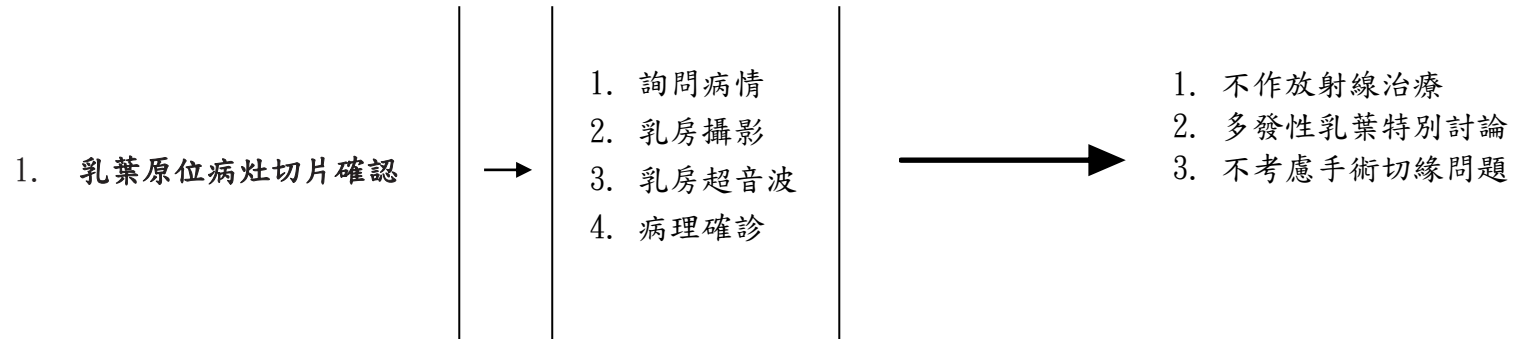 1. 乳葉原位病灶切片確認
1. 詢問病情
2. 乳房攝影
3. 乳房超音波
4. 病理確診
1. 不作放射線治療
2. 多發性乳葉特別討論
3. 不考慮手術切緣問題